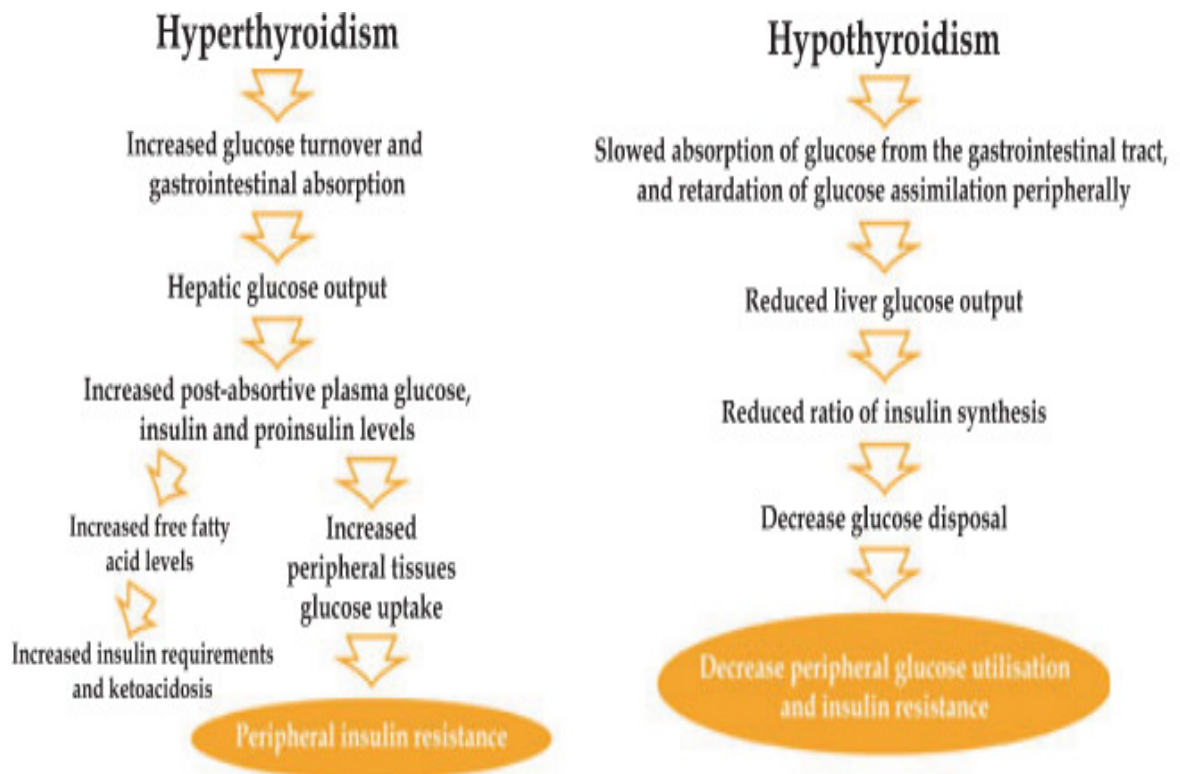 Hyperthyroidism
Increased glucose turnover and
gastrointestinal absorption
Hepatic glucose output
Increased post-absortive plasma glucose,
insulin and proinsulin levels
Increased free fatty
acid levels
Increased insulin requirements
and ketoacidosis
Increased
peripheral tissues
glucose uptake
Peripheral insulin resistance
Hypothyroidism
Slowed absorption of glucose from the gastrointestinal tract,
and retardation of glucose assimilation peripherally
Reduced liver glucose output
Reduced ratio of insulin synthesis
Decrease glucose disposal
Decrease peripheral glucose utilisation
and insulin resistance